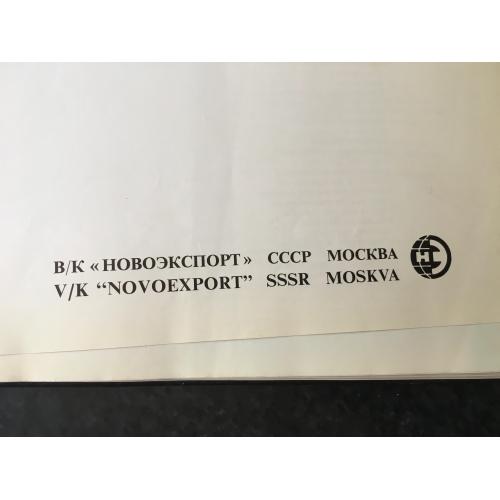 В/К «НОВОЭКСПОРТ» СССР МОСКВА
V/K “NOVOEXPORT” SSSR MOSKVA